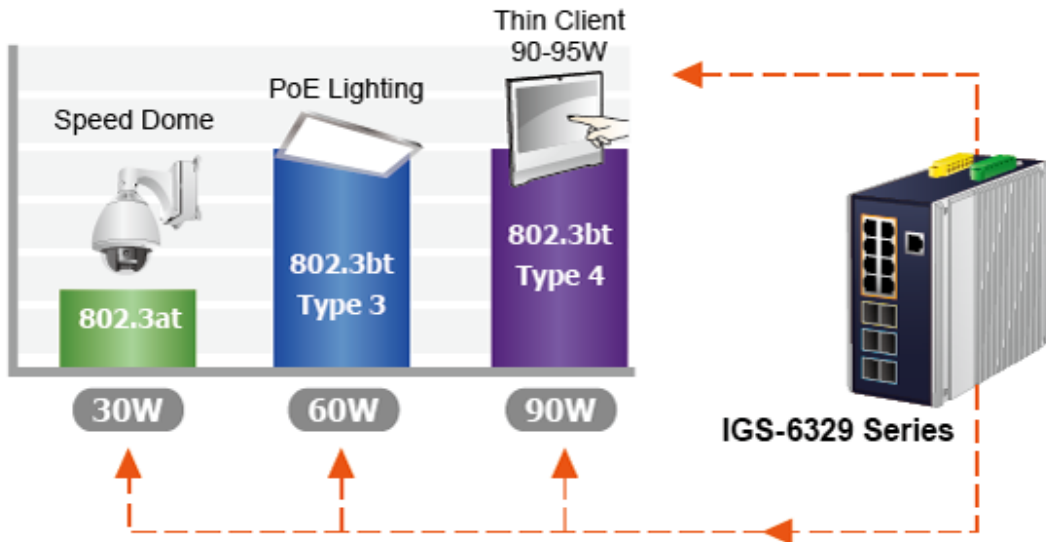 Thin Client
90-95W
PoE Lighting
Speed Dome
802.3at
802.3bt
Type 3
802.3bt
Type 4
30W
60W
90W
IGS-6329 Series